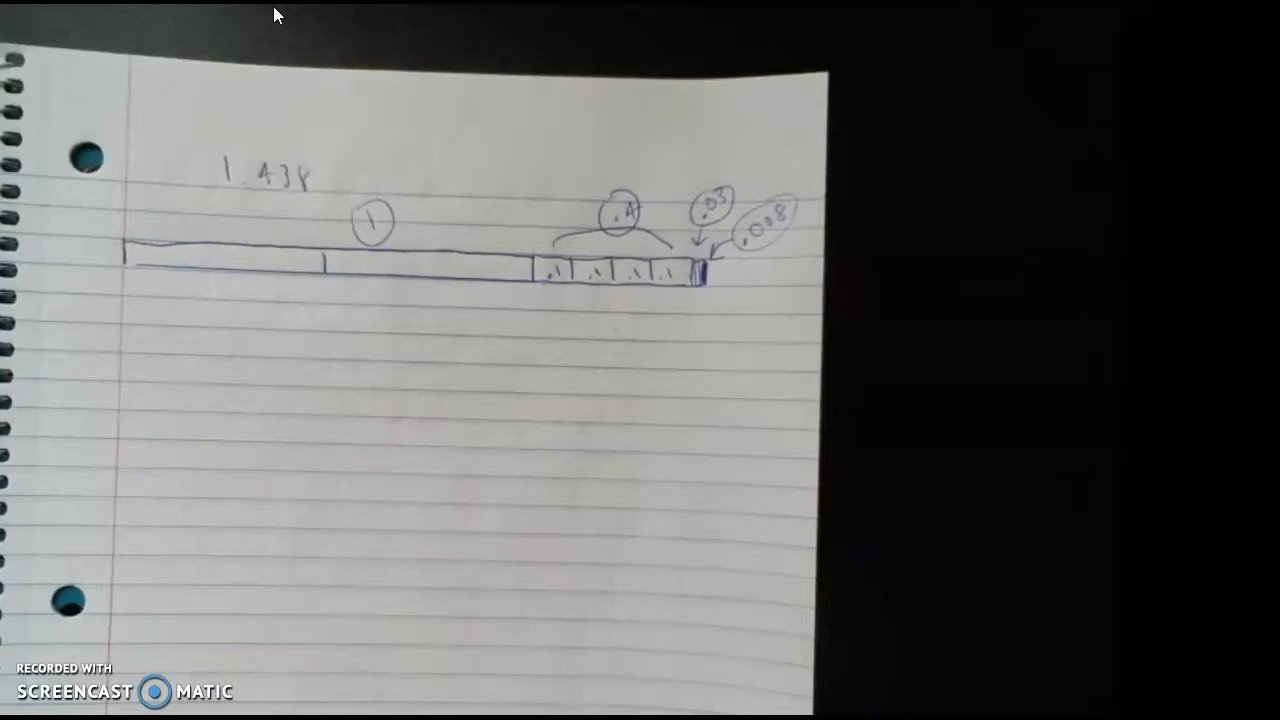 1.438
1 .4 .03 .008
.1 .1 .1 .1
RECORDED WITH
SCREENCAST MATIC